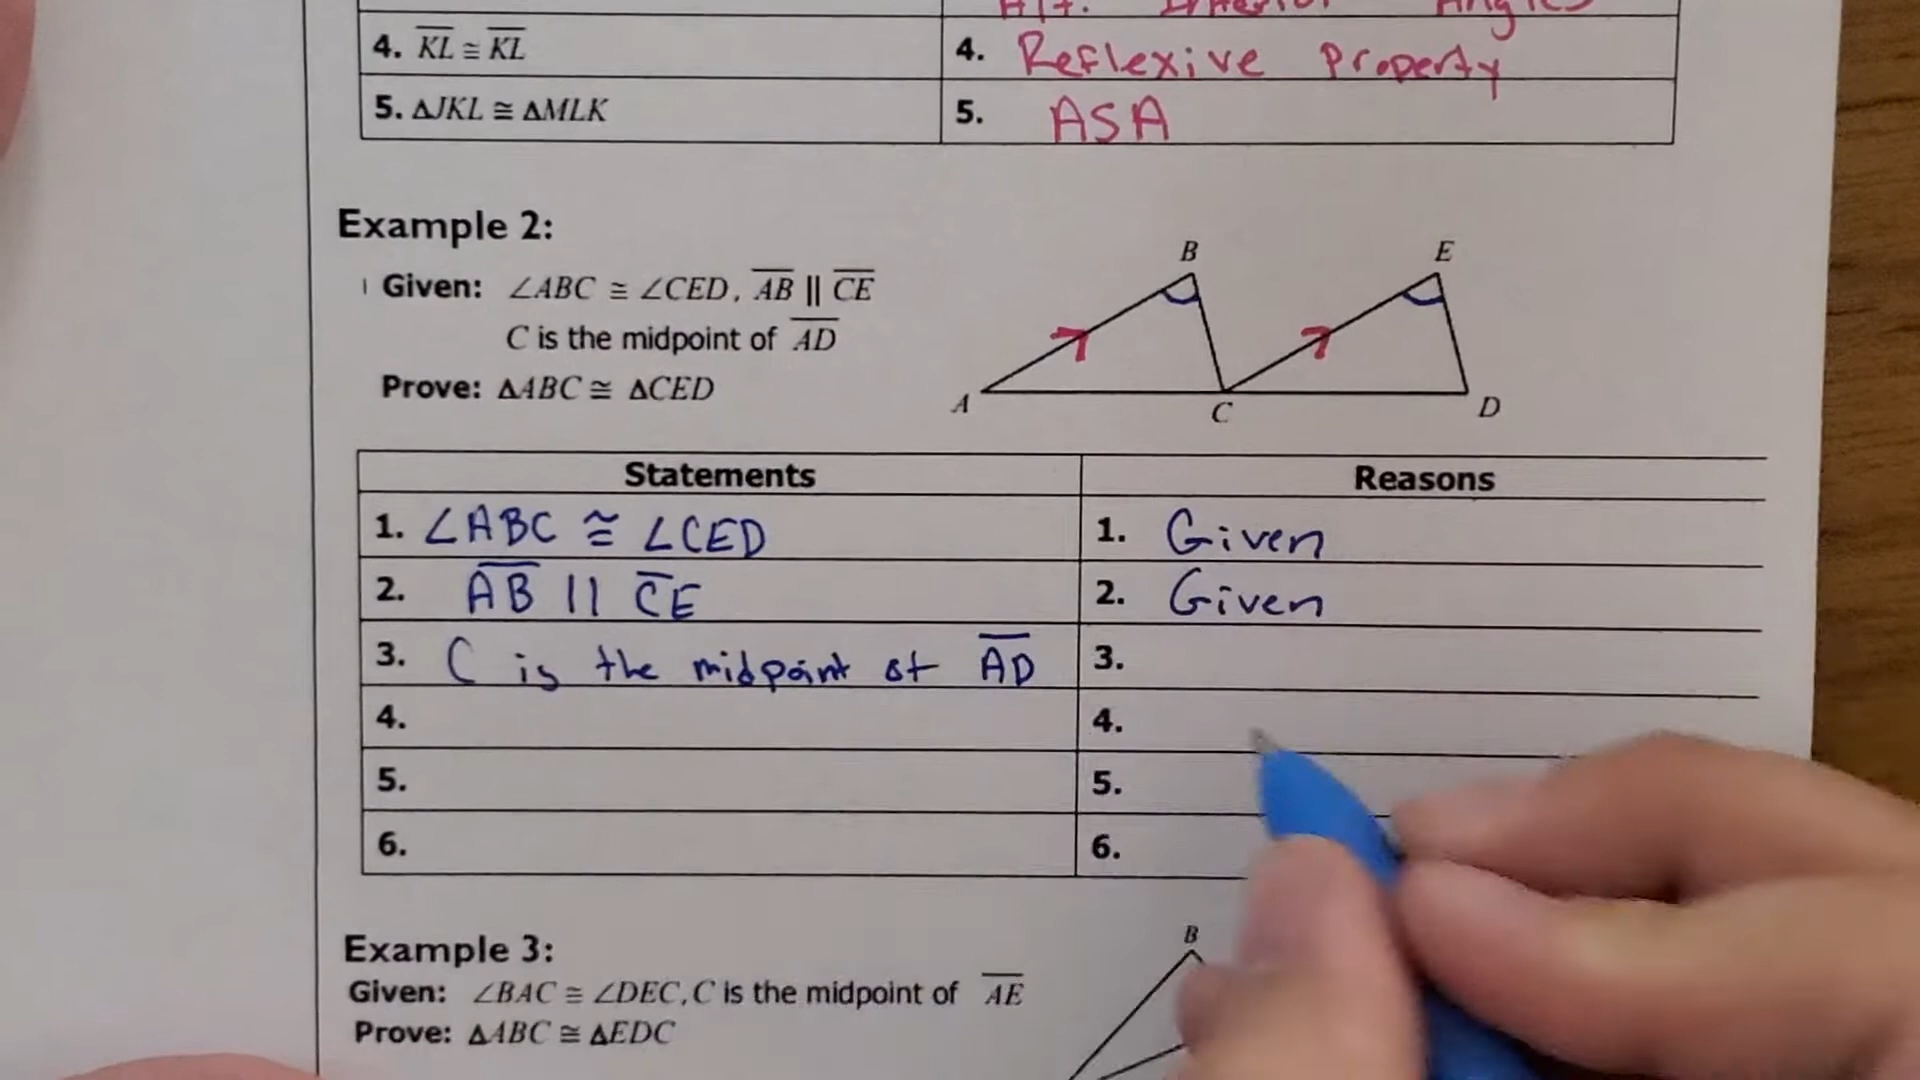 Angles
4. KL ≅ KL 4. Reflexive Property
5. ΔJKL ≅ ΔMLK 5. ASA
Example 2:
Given: ∠ABC ≅ ∠CED, AB || CE
C is the midpoint of AD
Prove: ΔABC ≅ ΔCED
B E
A C D
Statements Reasons
1. ∠ABC ≅ ∠CED 1. Given
2. AB || CE 2. Given
3. C is the midpoint of AD 3.
4. 4.
5. 5.
6. 6.
Example 3:
Given: ∠BAC ≅ ∠DEC, C is the midpoint of AE
Prove: ΔABC ≅ ΔEDC
B